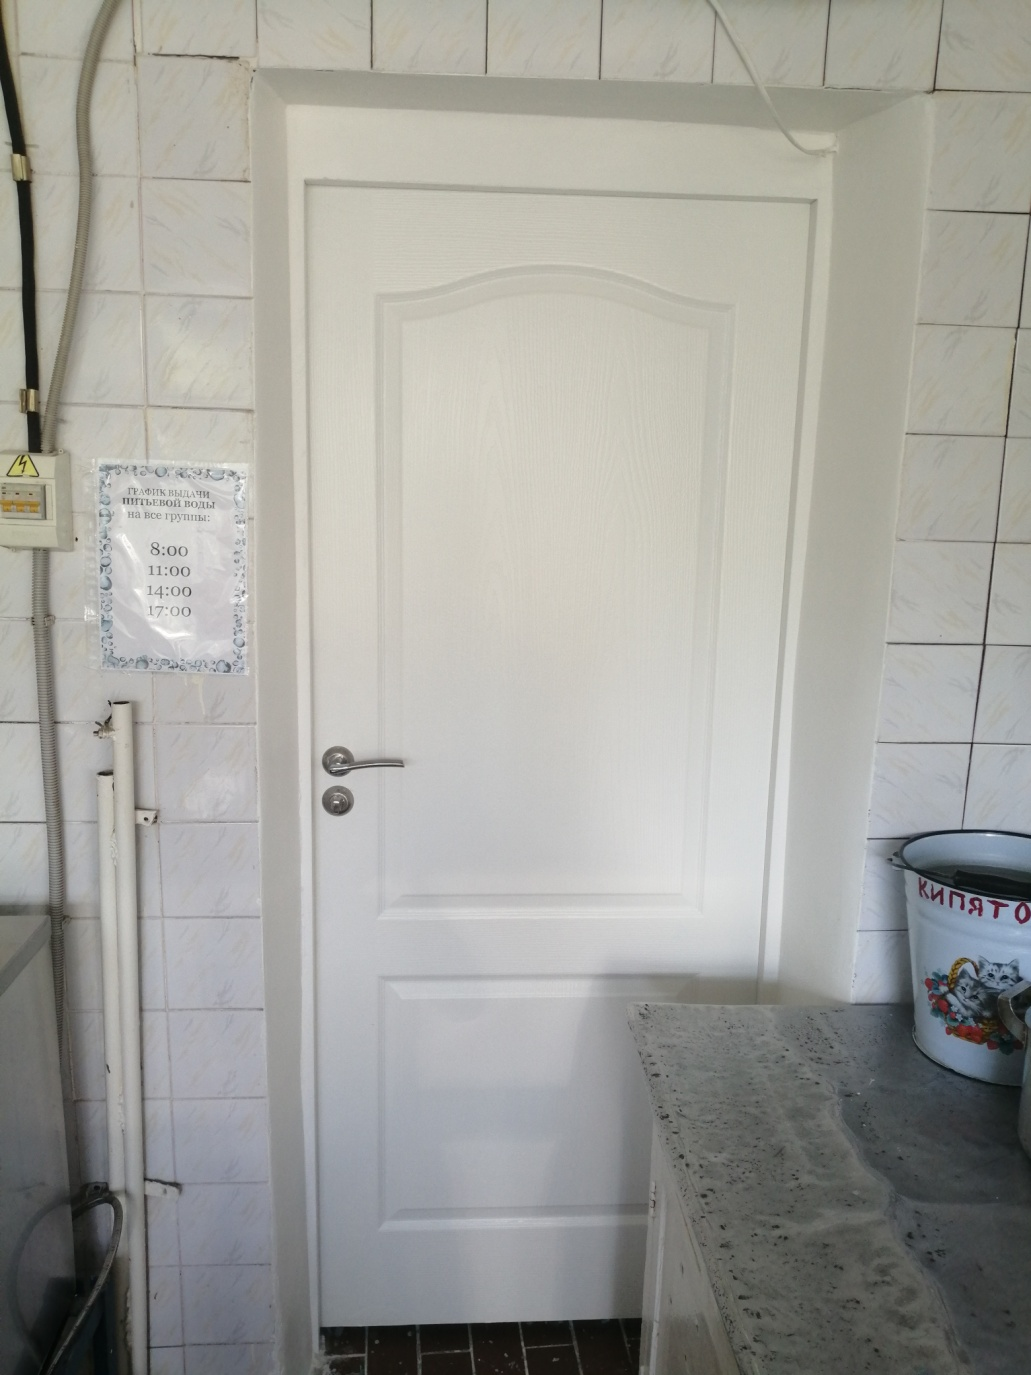 ГРАФИК ВЫДАЧИ
ПИТЬЕВОЙ ВОДЫ
на все группы:
8:00
11:00
14:00
17:00
КИПЯТО